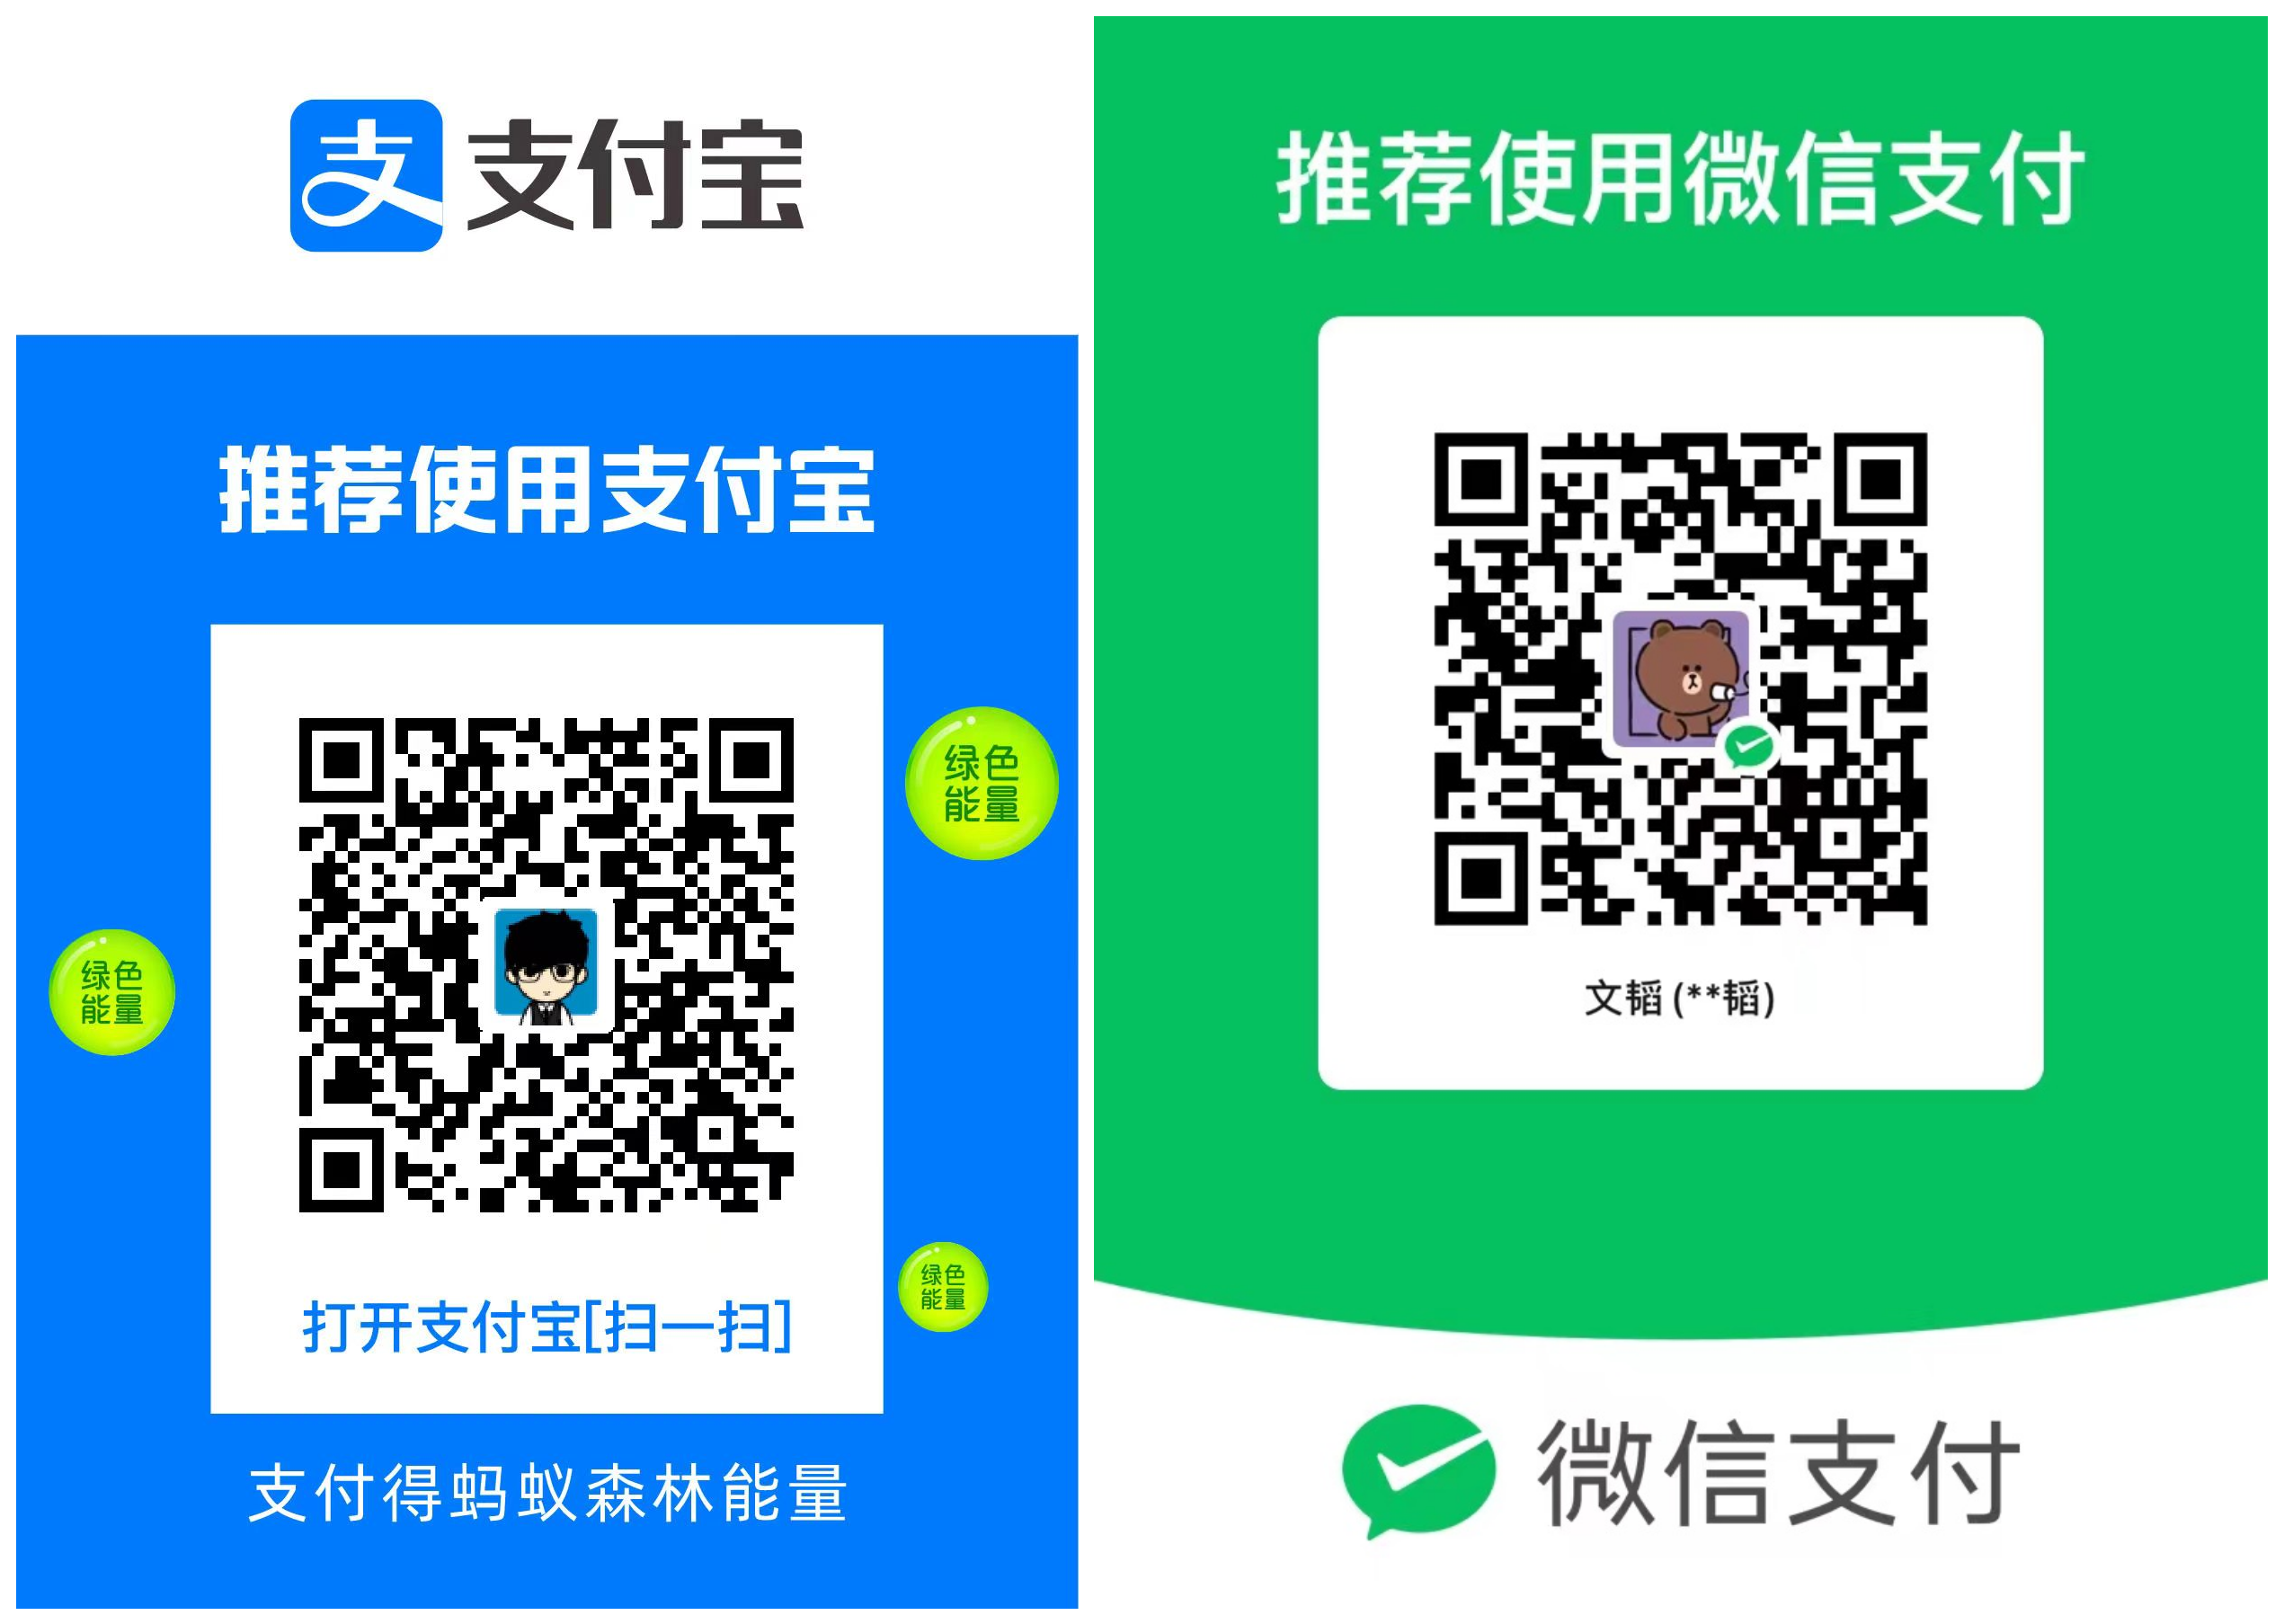 支 支付宝
推荐使用支付宝
绿色
能量
绿色
能量
绿色
能量
打开支付宝[扫一扫]
支付得蚂蚁森林能量
推荐使用微信支付
文韬 (**韬)
微信支付